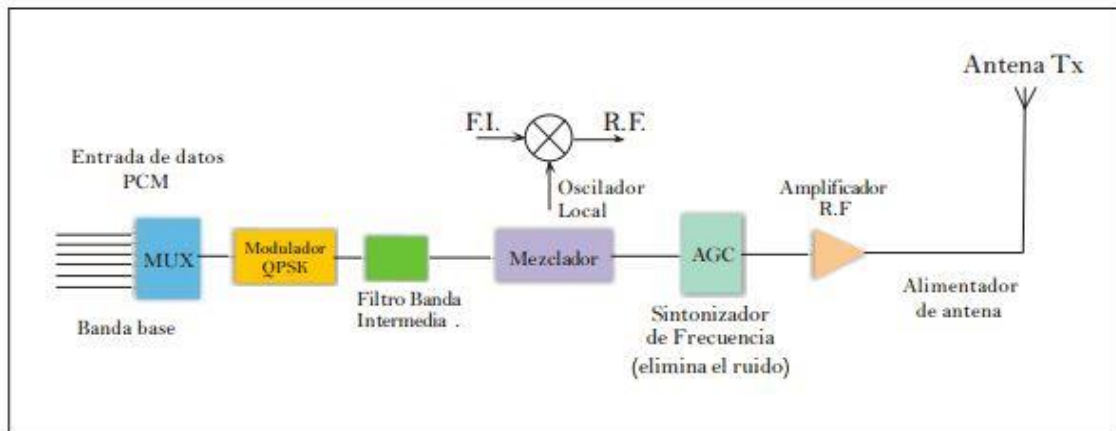 Antena Tx
F.I.
R.F.
Entrada de datos
PCM
Oscilador
Local
Amplificador
R.F
MUX
Modulador
QPSK
Mezclador
AGC
Filtro Banda
Intermedia .
Sintonizador
de Frecuencia
(elimina el ruido)
Alimentador
de antena
Banda base